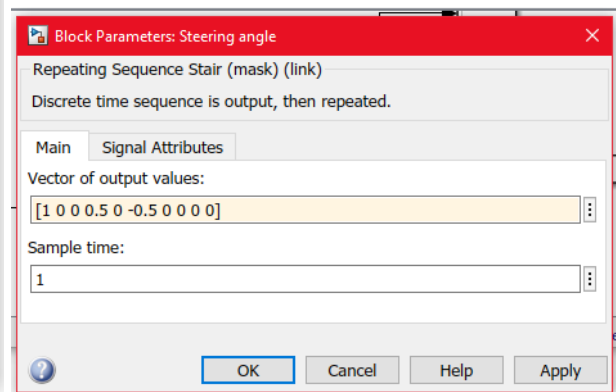 Block Parameters: Steering angle
Repeating Sequence Stair (mask) (link)
Discrete time sequence is output, then repeated.
Main Signal Attributes
Vector of output values:
[1 0 0 0.5 0 -0.5 0 0 0 0]
Sample time:
1
OK Cancel Help Apply